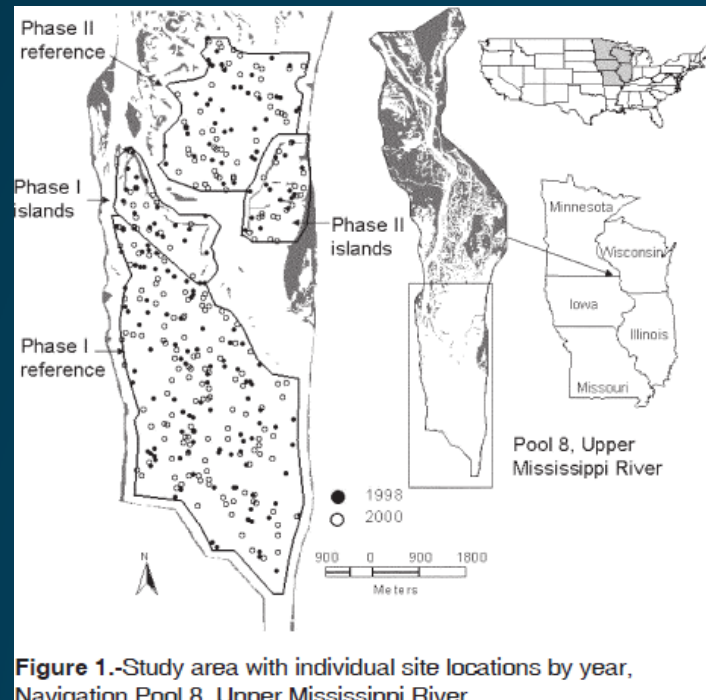 Phase II
reference
Phase I
islands
Phase II
islands
Phase I
reference
Minnesota
Wisconsin
Iowa
Illinois
Missouri
Pool 8, Upper
Mississippi River
1998
2000
N
900 0 900 1800
Meters
Figure 1.-Study area with individual site locations by year,
Navigation Pool 8, Upper Mississippi River